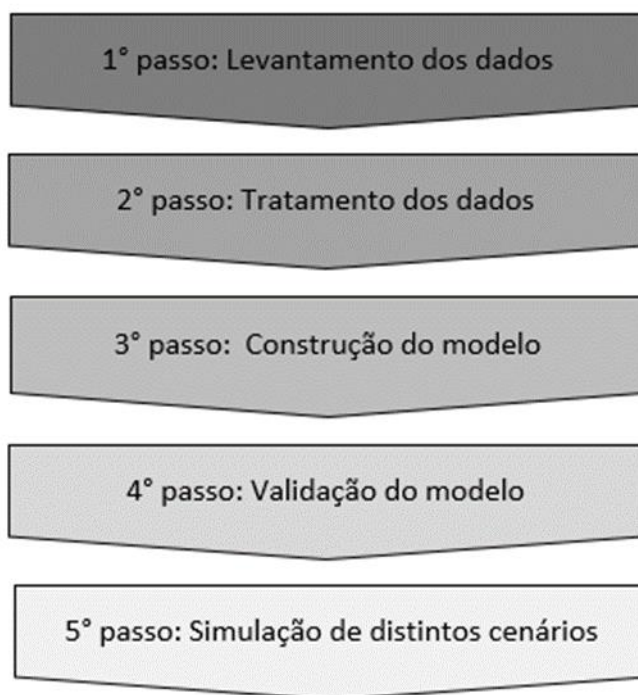 1° passo: Levantamento dos dados
2° passo: Tratamento dos dados
3° passo: Construção do modelo
4° passo: Validação do modelo
5° passo: Simulação de distintos cenários